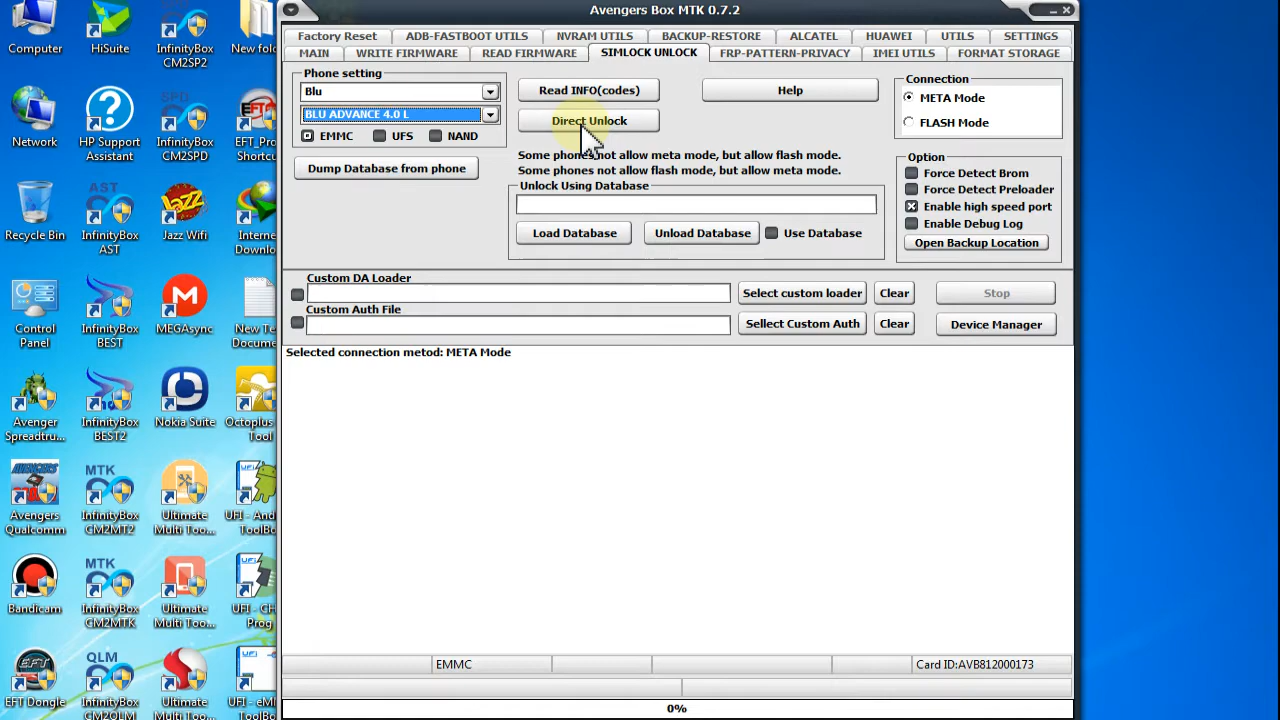 Avengers Box MTK 0.7.2
Factory Reset ADB-FASTBOOT UTILS NVRAM UTILS BACKUP-RESTORE ALCATEL HUAWEI UTILS SETTINGS
MAIN WRITE FIRMWARE READ FIRMWARE SIMLOCK UNLOCK FRP-PATTERN-PRIVACY IMEI UTILS FORMAT STORAGE
Phone setting
Blu
BLU ADVANCE 4.0 L
EMMC UFS NAND
Dump Database from phone
Read INFO(codes)
Direct Unlock
Help
Some phones not allow meta mode, but allow flash mode.
Some phones not allow flash mode, but allow meta mode.
Unlock Using Database
Load Database Unload Database Use Database
Connection
META Mode
FLASH Mode
Option
Force Detect Brom
Force Detect Preloader
Enable high speed port
Enable Debug Log
Open Backup Location
Custom DA Loader
Select custom loader Clear Stop
Custom Auth File
Sellect Custom Auth Clear Device Manager
Selected connection metod: META Mode
EMMC Card ID:AVB812000173
0%
Computer HiSuite InfinityBox CM2SP2 New fold
Network HP Support Assistant InfinityBox CM2SPD EFT_Pro Shortcu
Recycle Bin InfinityBox AST Jazz Wifi Interne Downlo
Control Panel InfinityBox BEST MEGAsync New Te Docume
Avenger Spreadtru... InfinityBox BEST2 Nokia Suite Octoplus Tool
Avengers Qualcomm InfinityBox CM2MT2 Ultimate Multi Too... UFI - And ToolBo
Bandicam InfinityBox CM2MTK Ultimate Multi Too... UFI - CH Prog
EFT Dongle InfinityBox CM2QLM Ultimate Multi Too... UFI - eM ToolBo